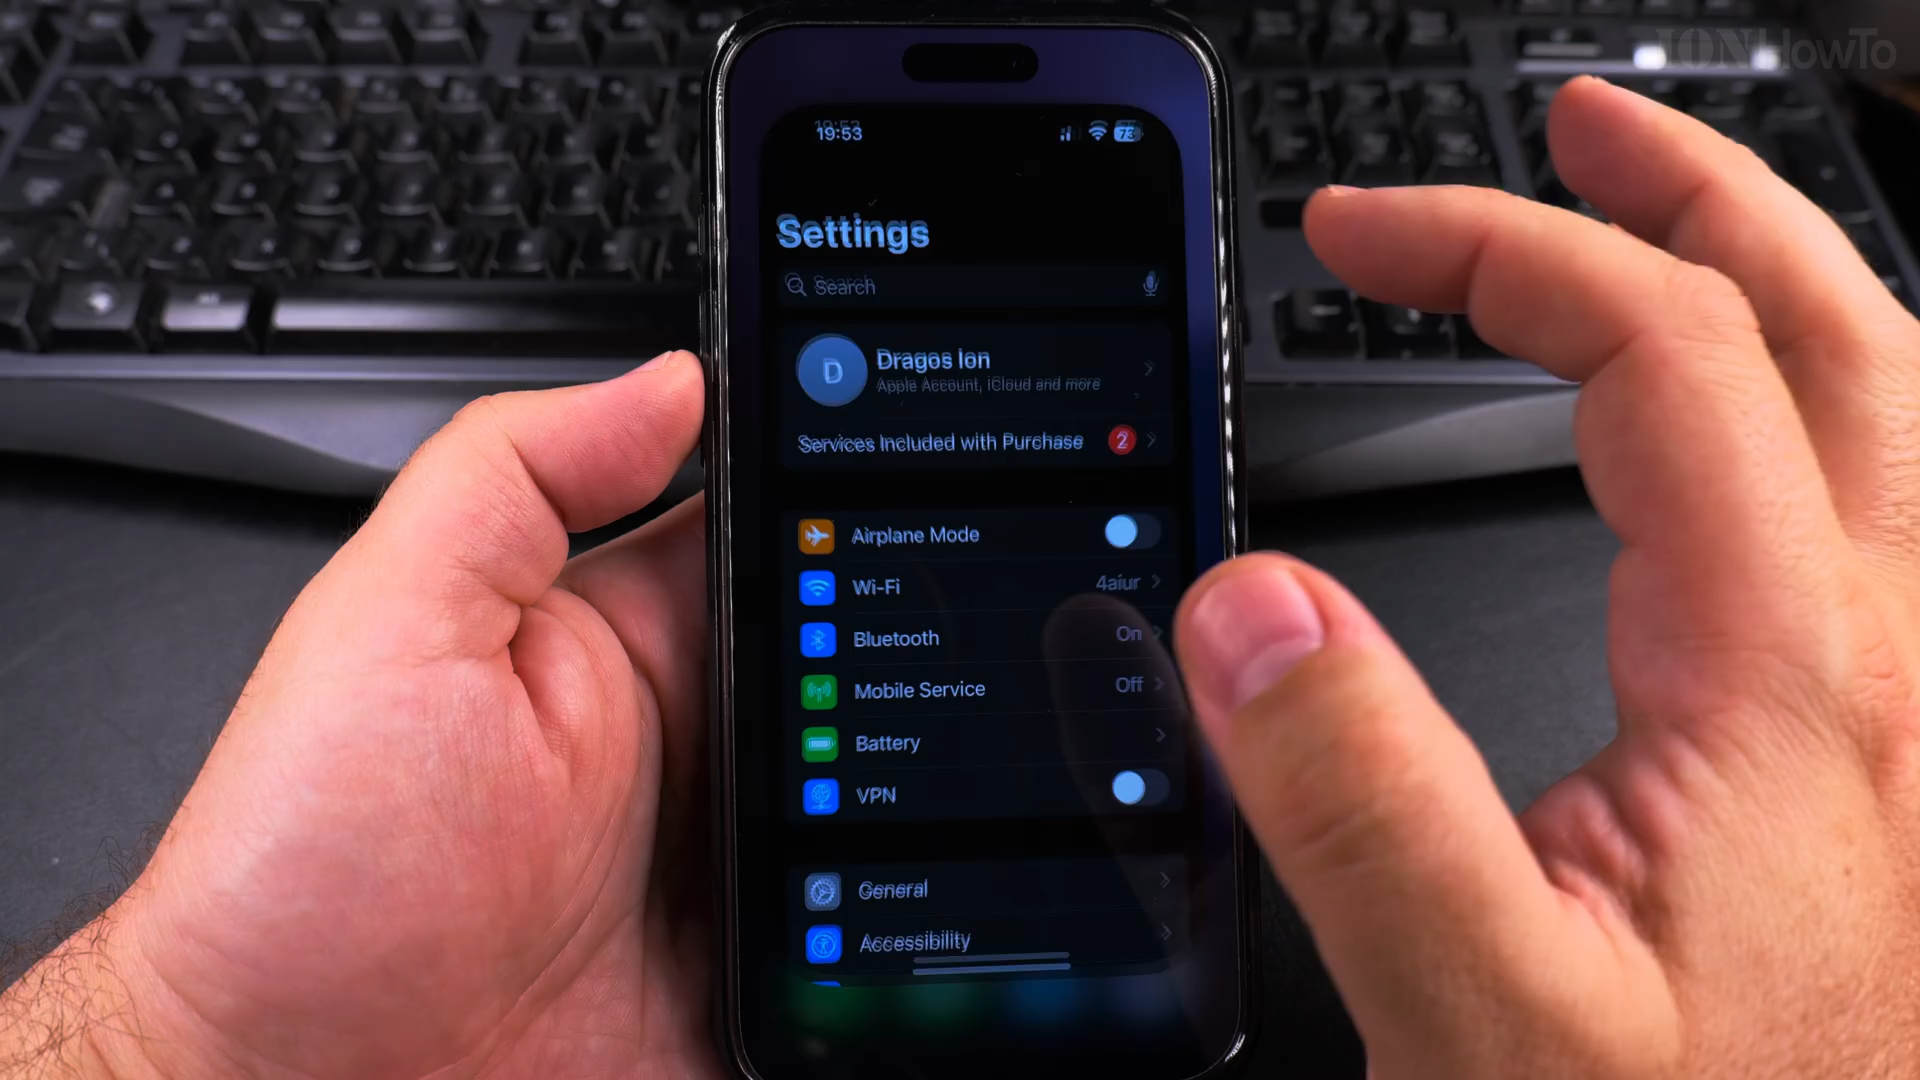 IONHowTo
19:53
73
Settings
Search
D
Dragos Ion
Apple Account, iCloud and more
Services Included with Purchase 2
Airplane Mode
Wi-Fi 4aiur
Bluetooth On
Mobile Service Off
Battery
VPN
General
Accessibility